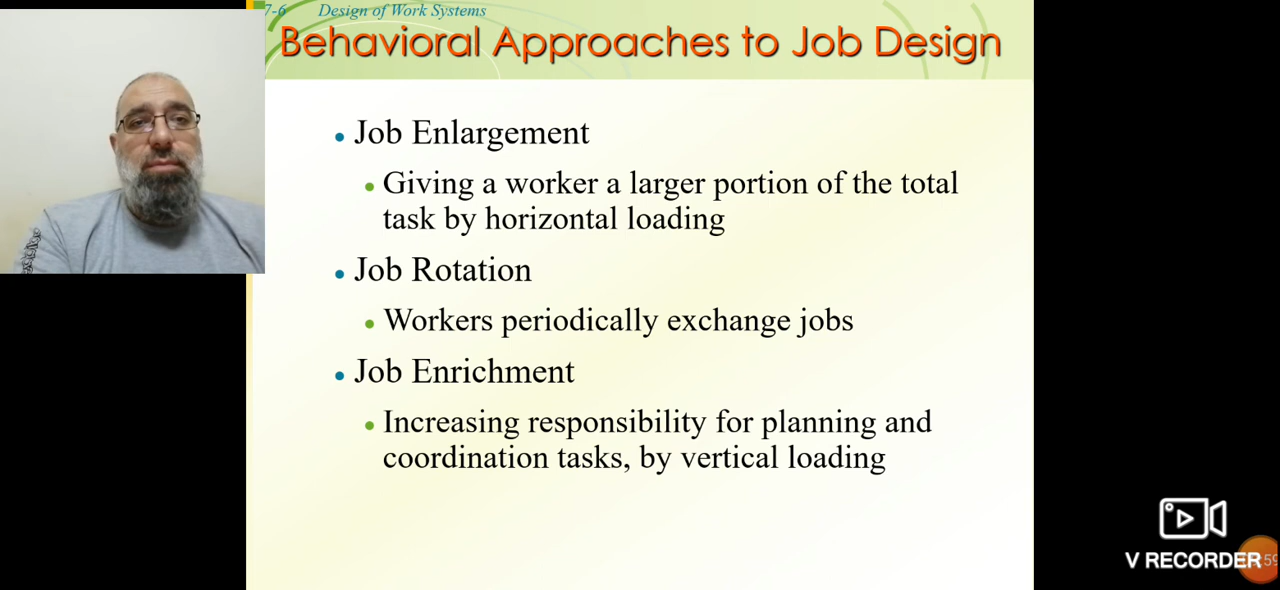 7-6 Design of Work Systems
Behavioral Approaches to Job Design
• Job Enlargement
• Giving a worker a larger portion of the total
task by horizontal loading
• Job Rotation
• Workers periodically exchange jobs
• Job Enrichment
• Increasing responsibility for planning and
coordination tasks, by vertical loading
V RECORDER